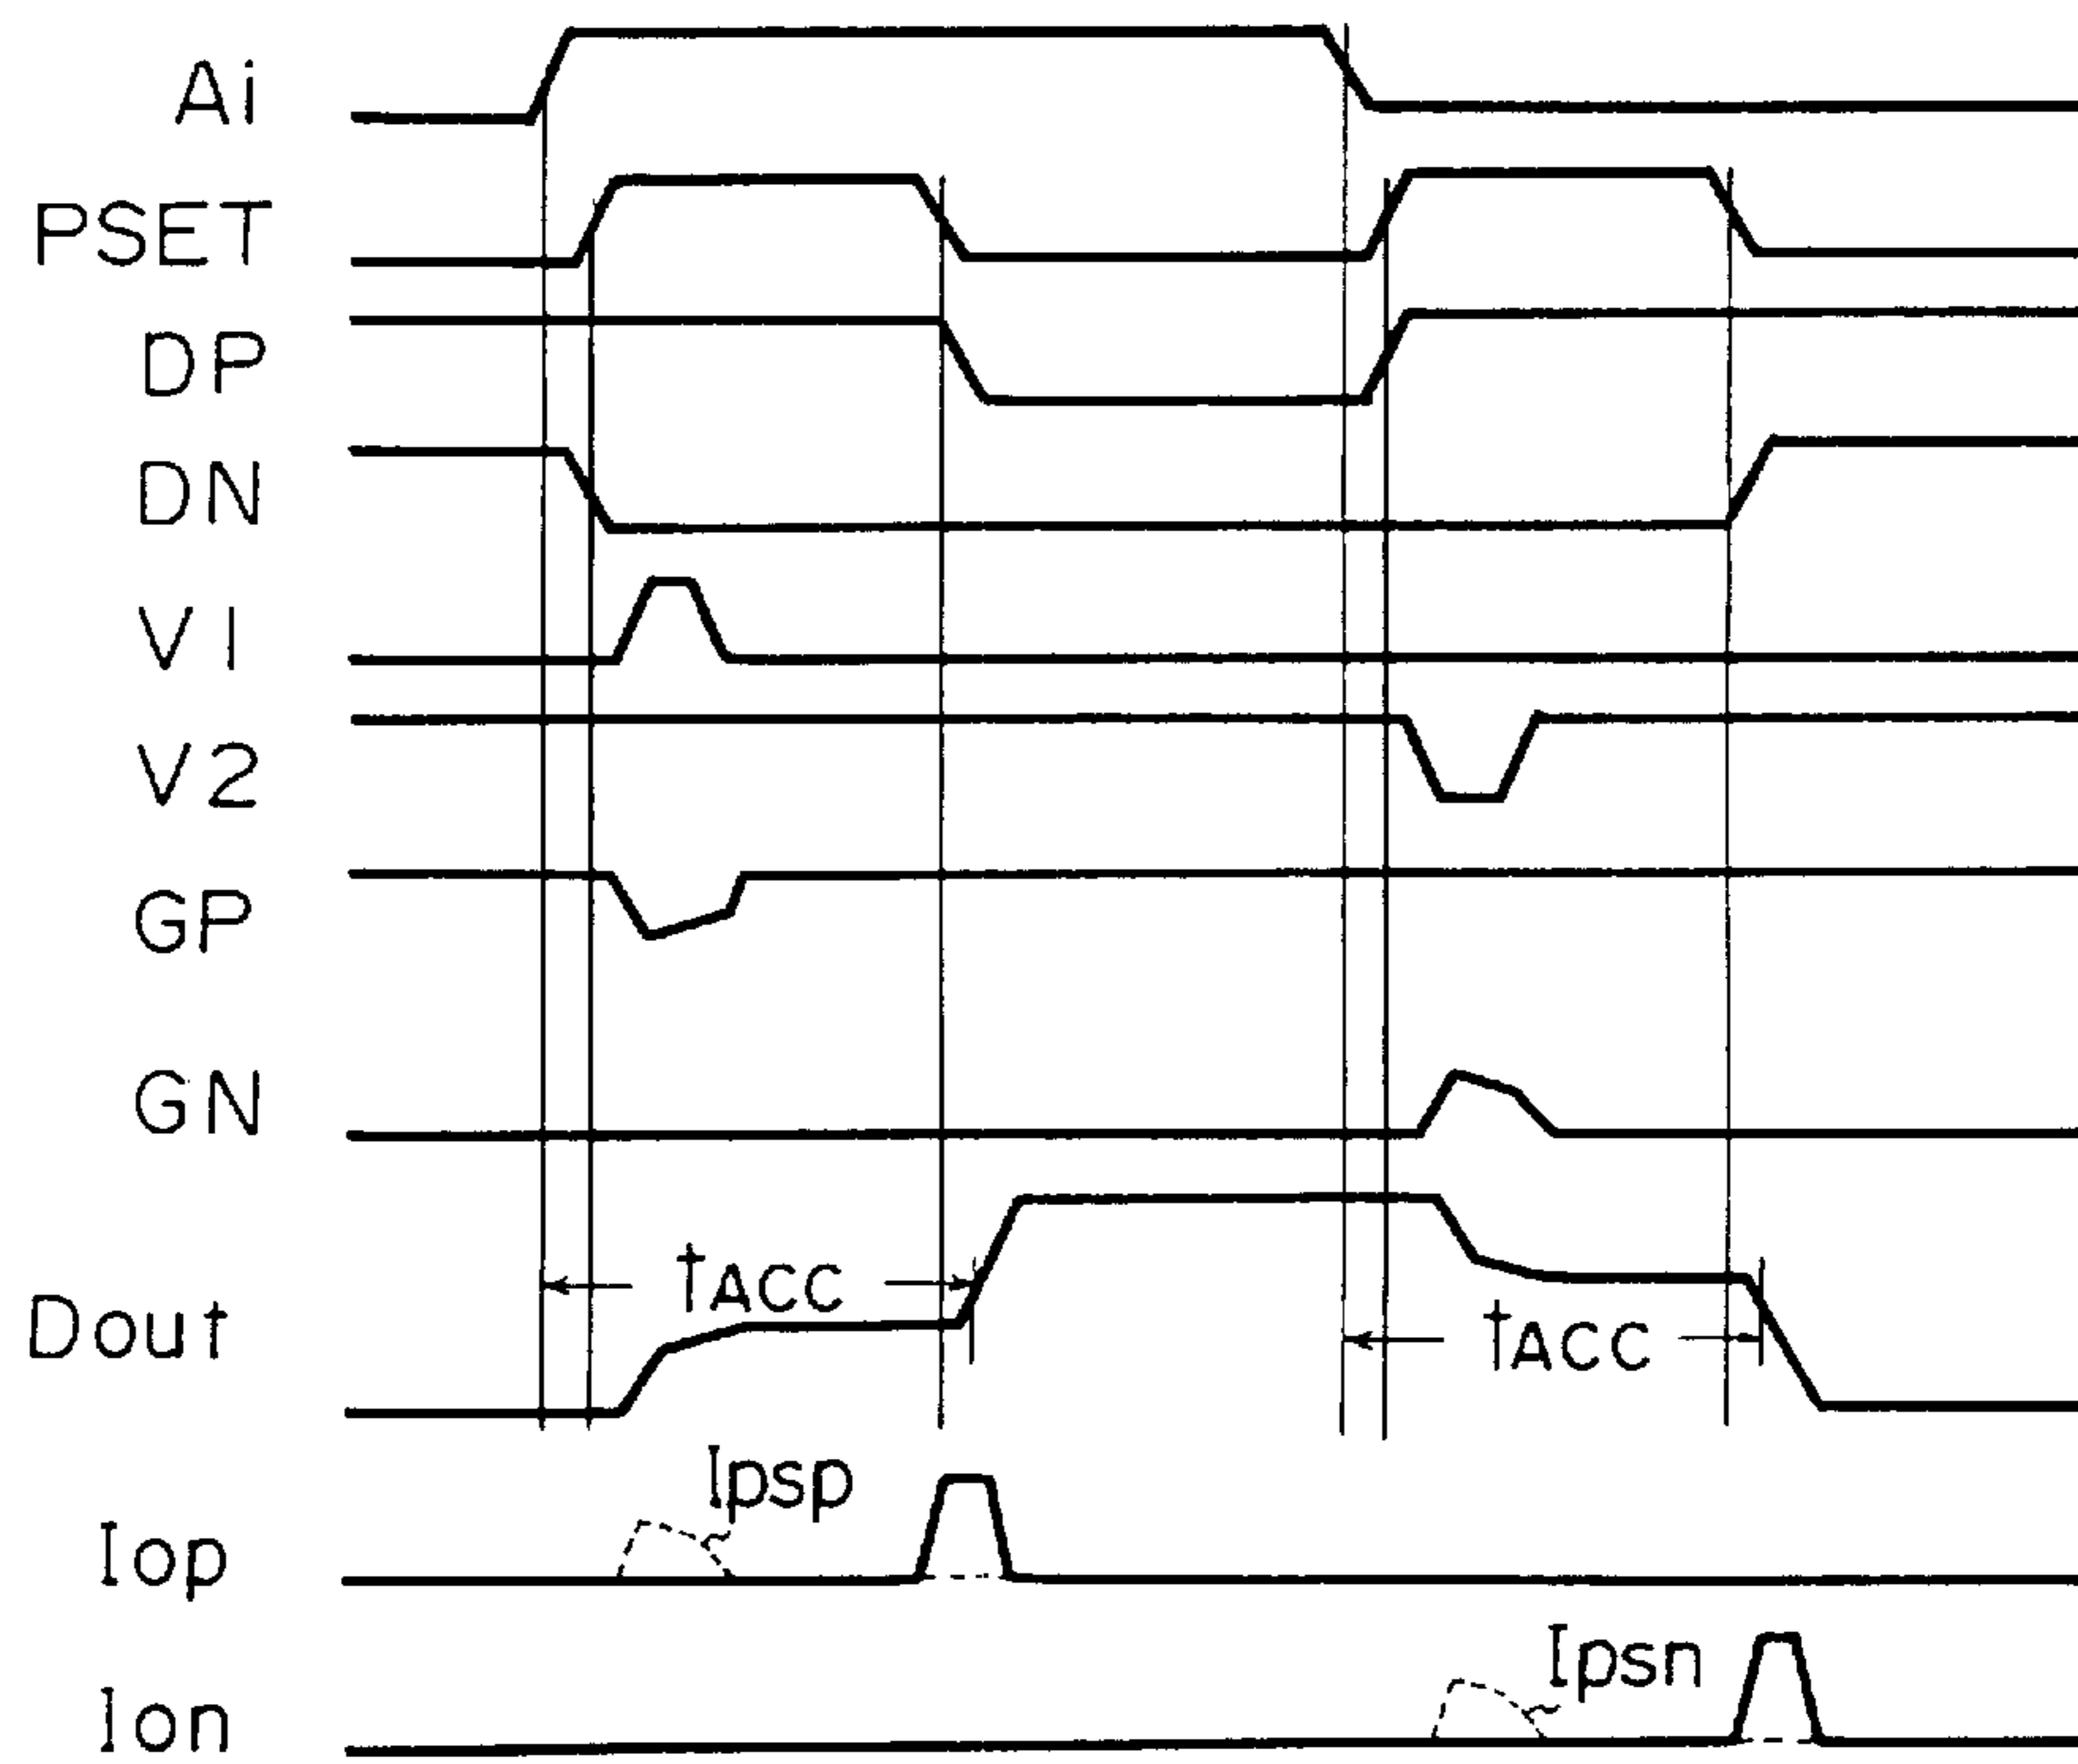 Ai
PSET
DP
DN
V1
V2
GP
GN
tACC
Dout
tACC
Ipsp
Iop
Ipsn
Ion